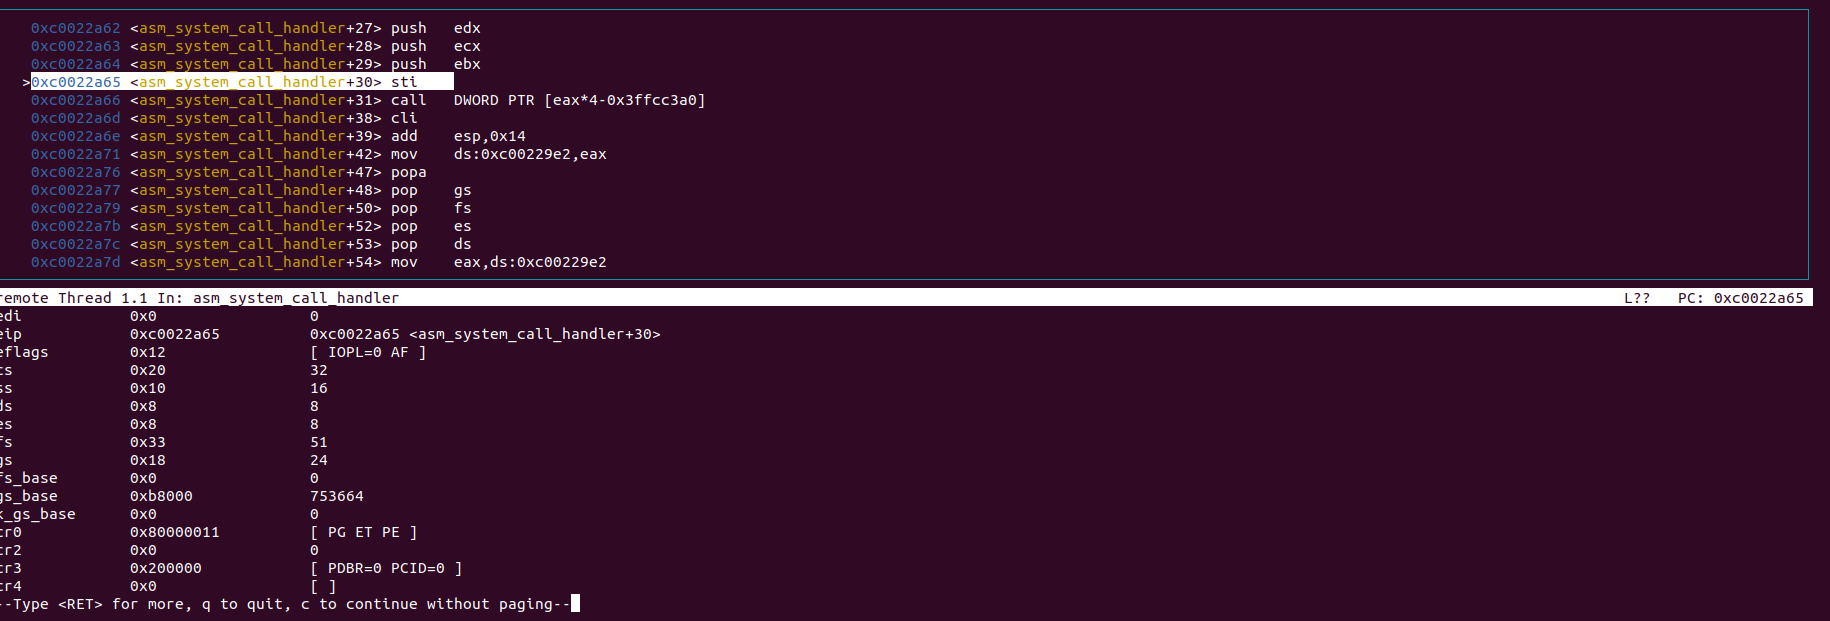 0xc0022a62 <asm_system_call_handler+27> push edx
0xc0022a63 <asm_system_call_handler+28> push ecx
0xc0022a64 <asm_system_call_handler+29> push ebx
>0xc0022a65 <asm_system_call_handler+30> sti
0xc0022a66 <asm_system_call_handler+31> call DWORD PTR [eax*4-0x3ffcc3a0]
0xc0022a6d <asm_system_call_handler+38> cli
0xc0022a6e <asm_system_call_handler+39> add esp,0x14
0xc0022a71 <asm_system_call_handler+42> mov ds:0xc00229e2,eax
0xc0022a76 <asm_system_call_handler+47> popa
0xc0022a77 <asm_system_call_handler+48> pop gs
0xc0022a79 <asm_system_call_handler+50> pop fs
0xc0022a7b <asm_system_call_handler+52> pop es
0xc0022a7c <asm_system_call_handler+53> pop ds
0xc0022a7d <asm_system_call_handler+54> mov eax,ds:0xc00229e2
remote Thread 1.1 In: asm_system_call_handler L?? PC: 0xc0022a65
edi 0x0 0
eip 0xc0022a65 0xc0022a65 <asm_system_call_handler+30>
eflags 0x12 [ IOPL=0 AF ]
cs 0x20 32
ss 0x10 16
ds 0x8 8
es 0x8 8
fs 0x33 51
gs 0x18 24
fs_base 0x0 0
gs_base 0xb8000 753664
k_gs_base 0x0 0
cr0 0x80000011 [ PG ET PE ]
cr2 0x0 0
cr3 0x200000 [ PDBR=0 PCID=0 ]
cr4 0x0 [ ]
--Type <RET> for more, q to quit, c to continue without paging--